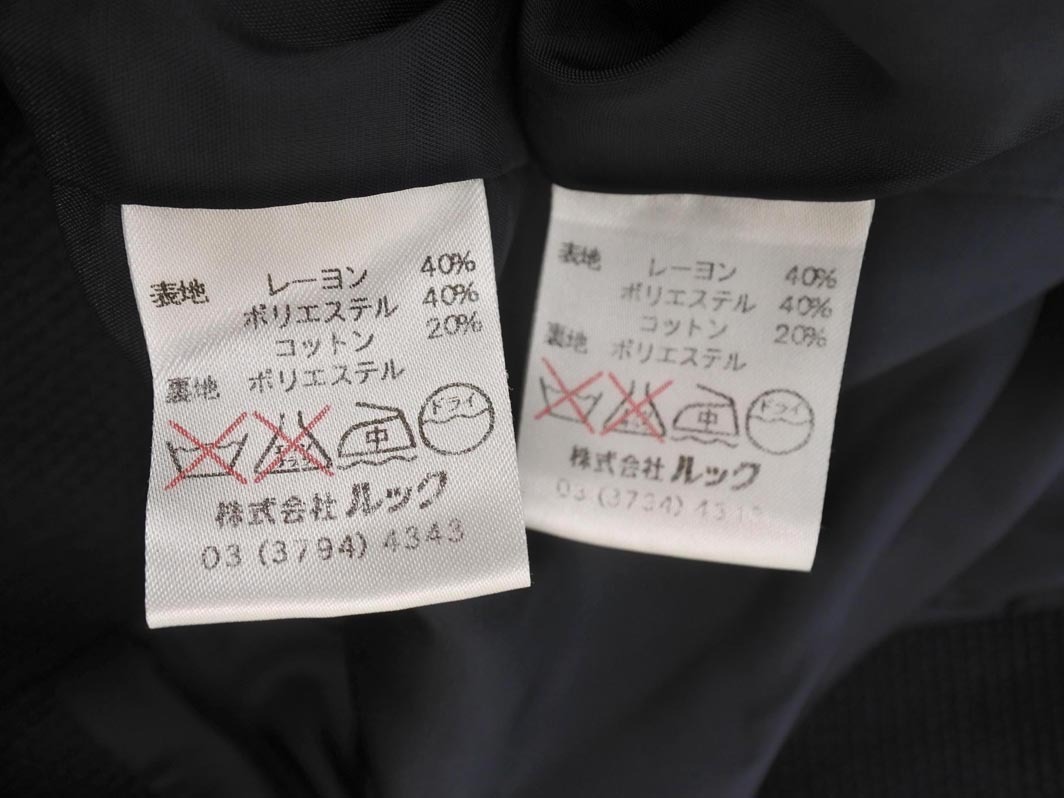 表地 レーヨン 40%
ポリエステル 40%
コットン 20%
裏地 ポリエステル
中 ドライ
株式会社 ルック
03 (3794) 4343
表地 レーヨン 40%
ポリエステル 40%
コットン 20%
裏地 ポリエステル
中 ドライ
株式会社 ルック
03